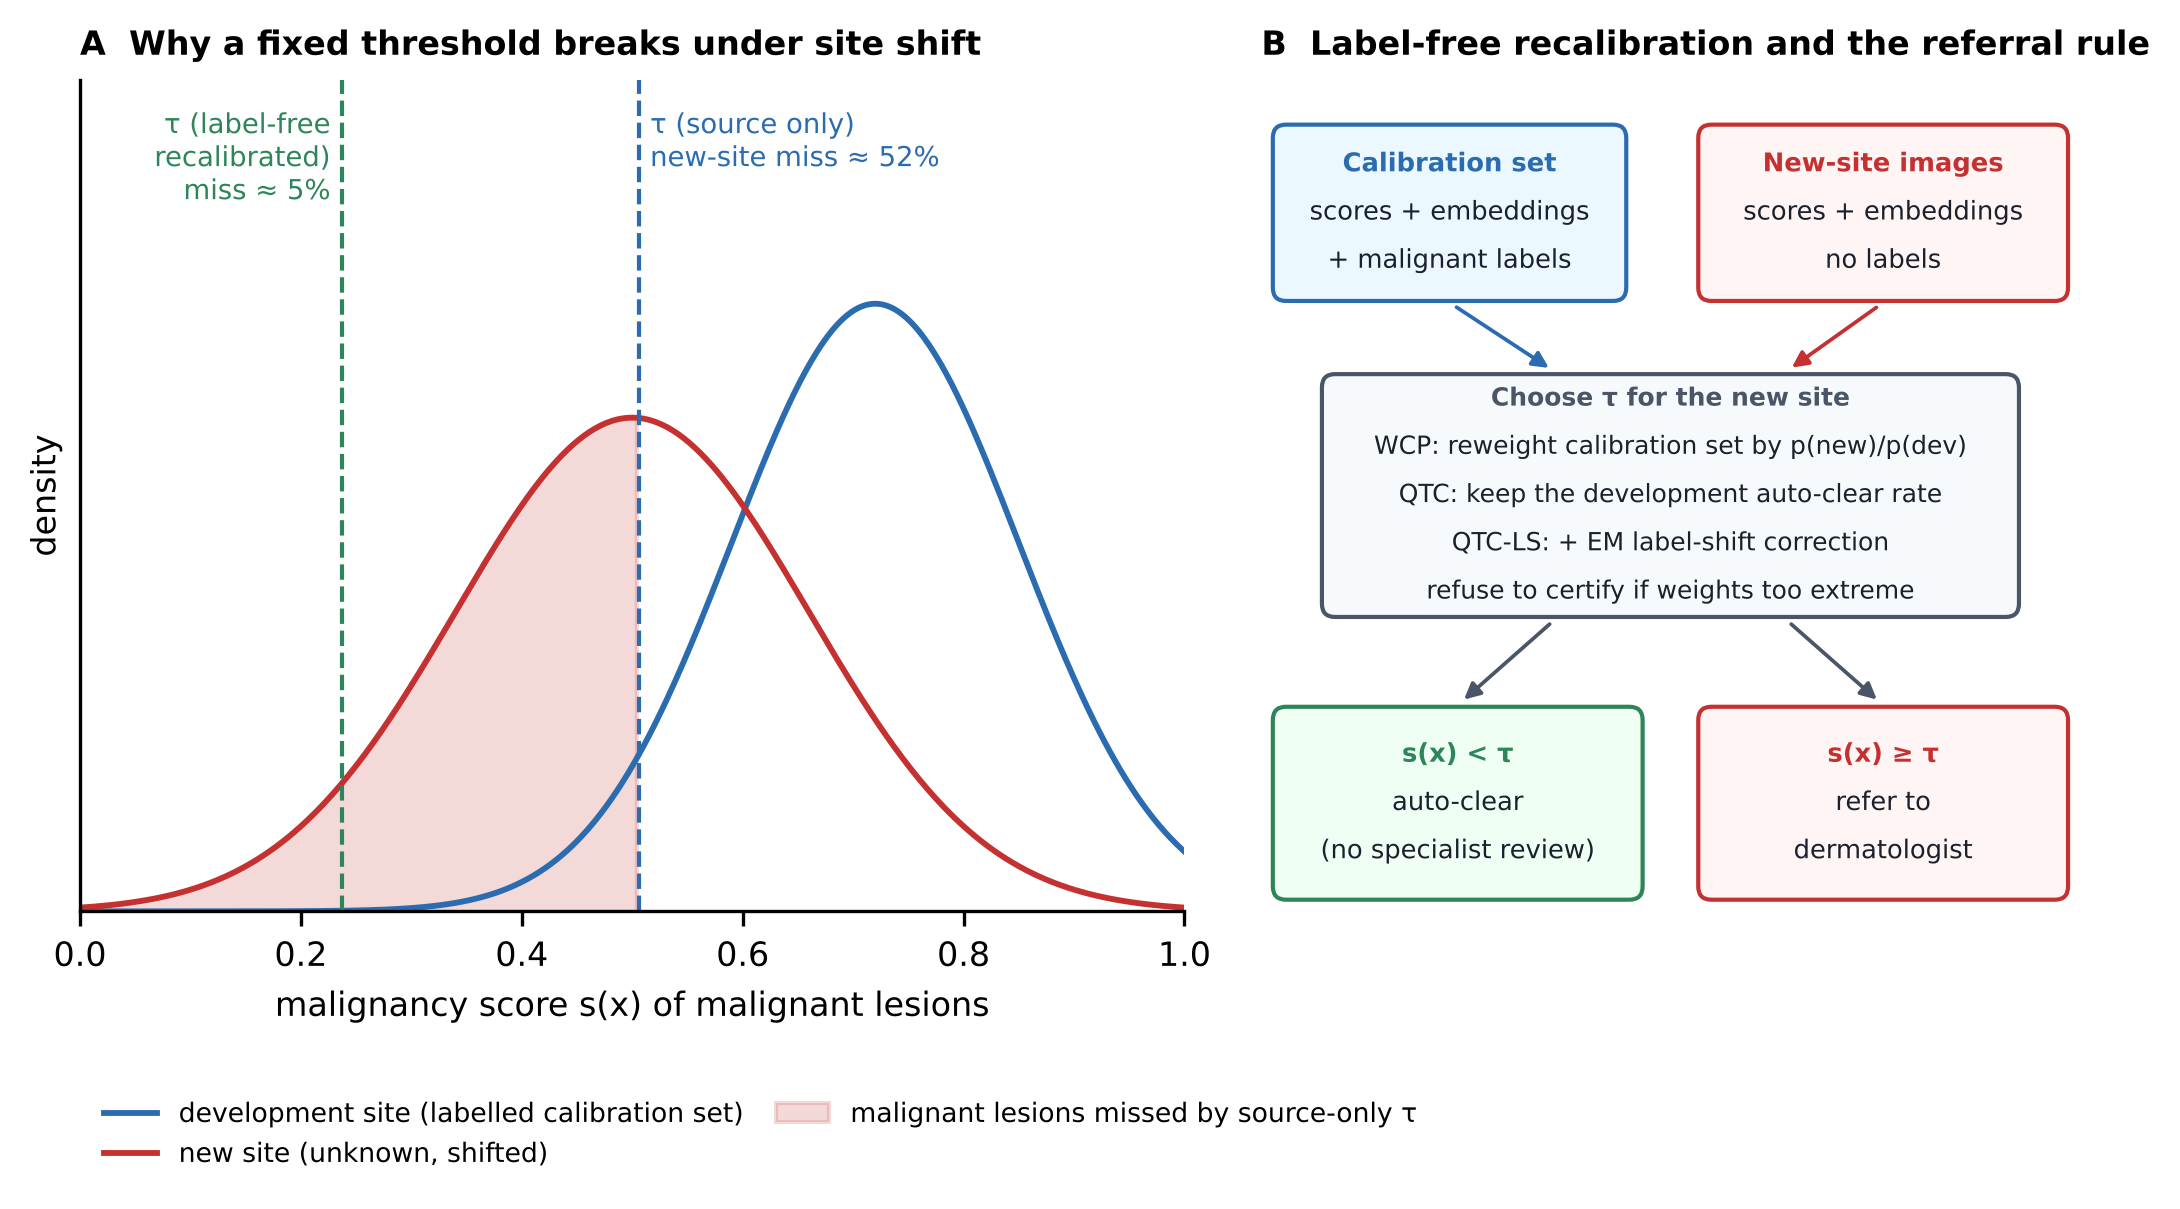 A Why a fixed threshold breaks under site shift
τ (label-free
recalibrated)
miss ≈ 5%
τ (source only)
new-site miss ≈ 52%
density
0.0
0.2
0.4
0.6
0.8
1.0
malignancy score s(x) of malignant lesions
development site (labelled calibration set)
new site (unknown, shifted)
malignant lesions missed by source-only τ
B Label-free recalibration and the referral rule
Calibration set
scores + embeddings
+ malignant labels
New-site images
scores + embeddings
no labels
Choose τ for the new site
WCP: reweight calibration set by p(new)/p(dev)
QTC: keep the development auto-clear rate
QTC-LS: + EM label-shift correction
refuse to certify if weights too extreme
s(x) < τ
auto-clear
(no specialist review)
s(x) ≥ τ
refer to
dermatologist